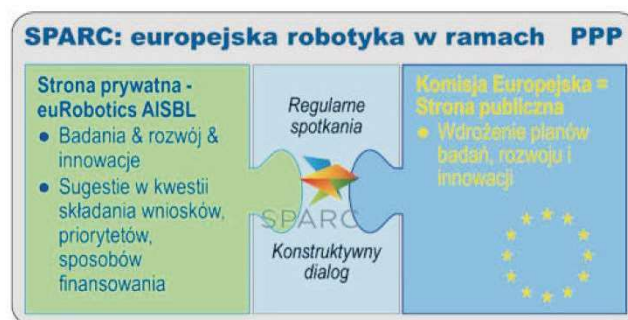 SPARC: europejska robotyka w ramach PPP
Strona prywatna -
euRobotics AISBL
● Badania & rozwój &
innowacje
● Sugestie w kwestii
składania wniosków,
priorytetów,
sposobów
finansowania
Regularne
spotkania
SPARC
Konstruktywny
dialog
Komisja Europejska =
Strona publiczna
● Wdrożenie planów
badań, rozwoju i
innowacji